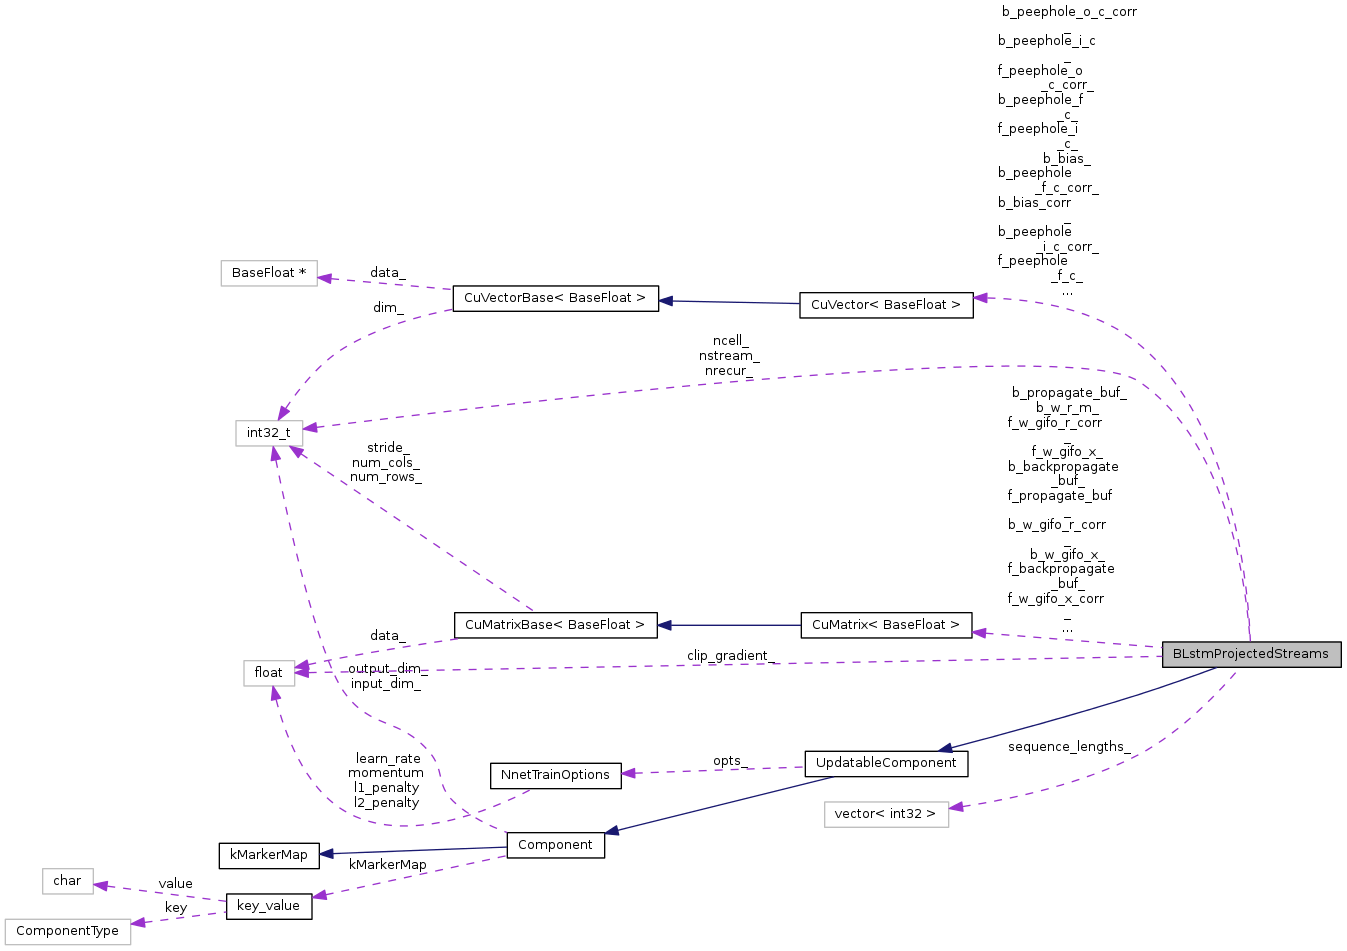 b_peephole_o_c_corr
_
b_peephole_i_c
_
f_peephole_o
_c_corr_
b_peephole_f
_c_
f_peephole_i
_c_
b_bias_
b_peephole
_f_c_corr_
b_bias_corr
_
b_peephole
_i_c_corr_
f_peephole
_f_c_
...
BaseFloat *
data_
CuVectorBase< BaseFloat >
CuVector< BaseFloat >
dim_
ncell_
nstream_
nrecur_
b_propagate_buf_
b_w_r_m_
f_w_gifo_r_corr
_
f_w_gifo_x_
b_backpropagate
_buf_
f_propagate_buf
_
b_w_gifo_r_corr
_
b_w_gifo_x_
f_backpropagate
_buf_
f_w_gifo_x_corr
_
...
int32_t
stride_
num_cols_
num_rows_
CuMatrixBase< BaseFloat >
CuMatrix< BaseFloat >
data_
clip_gradient_
BLstmProjectedStreams
float
output_dim_
input_dim_
sequence_lengths_
learn_rate
momentum
l1_penalty
l2_penalty
NnetTrainOptions
opts_
UpdatableComponent
vector< int32 >
Component
kMarkerMap
kMarkerMap
char
value
key_value
key
ComponentType